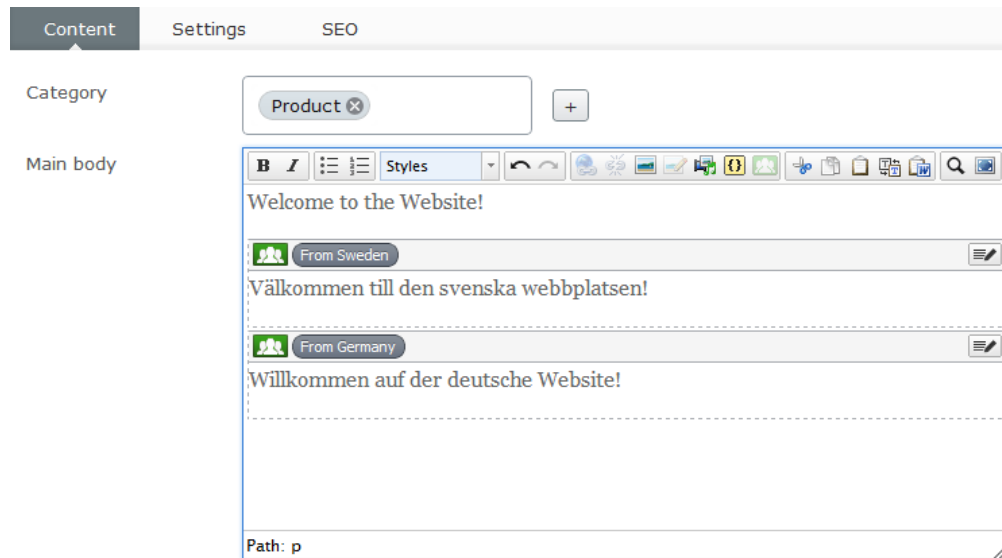 Content Settings SEO
Category
Product
+
Main body
B I Styles
Welcome to the Website!
From Sweden
Välkommen till den svenska webbplatsen!
From Germany
Willkommen auf der deutsche Website!
Path: p